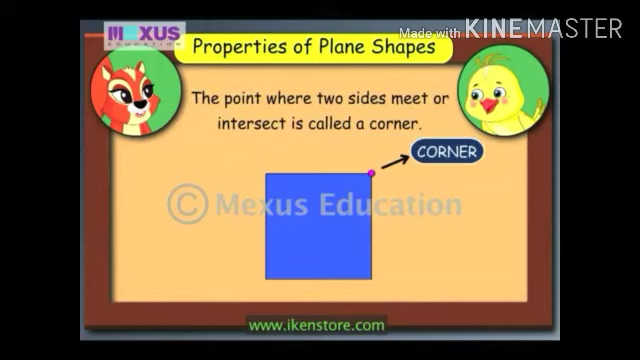 MEXUS
EDUCATION
Made with KINEMASTER
Properties of Plane Shapes
The point where two sides meet or
intersect is called a corner.
CORNER
© Mexus Education
www.ikenstore.com